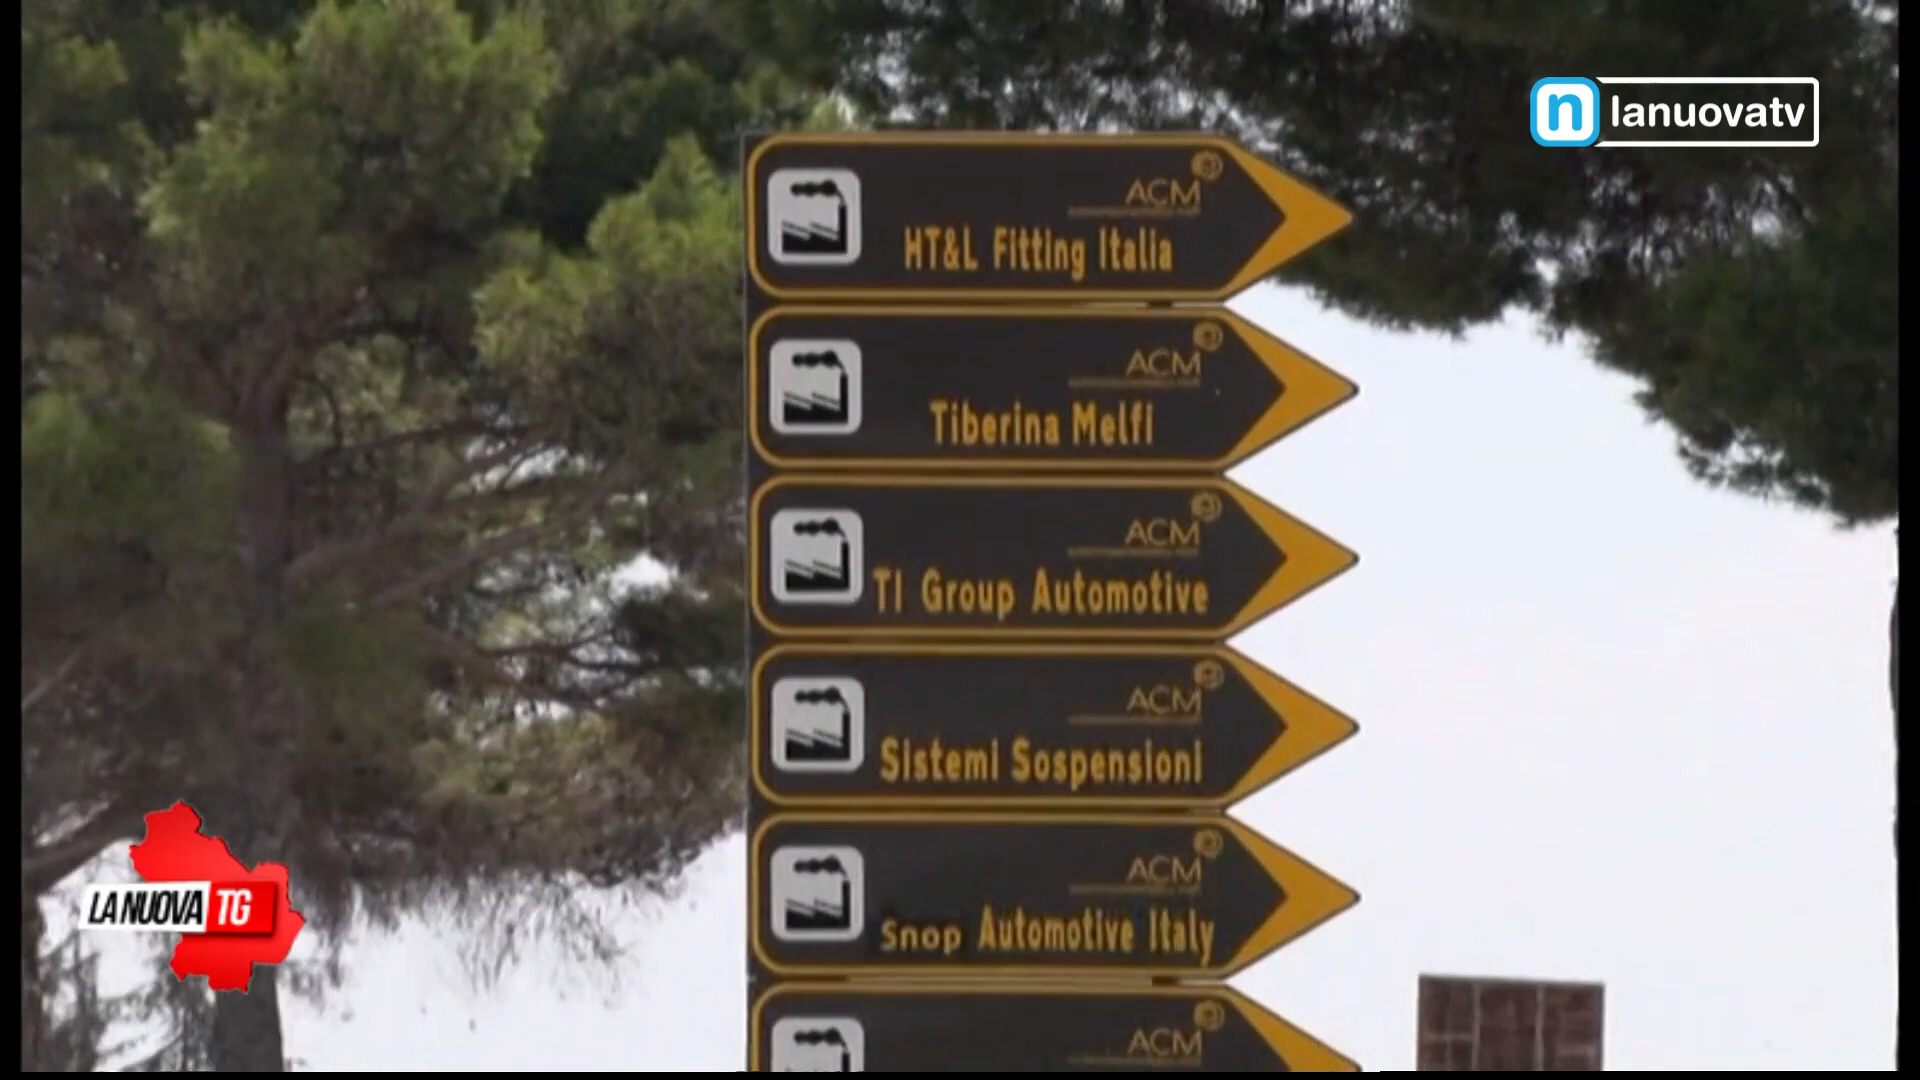 n lanuovatv
ACM
HT&L Fitting Italia
ACM
Tiberina Melfi
ACM
TI Group Automotive
ACM
Sistemi Sospensioni
ACM
Snop Automotive Italy
ACM
LA NUOVA TG